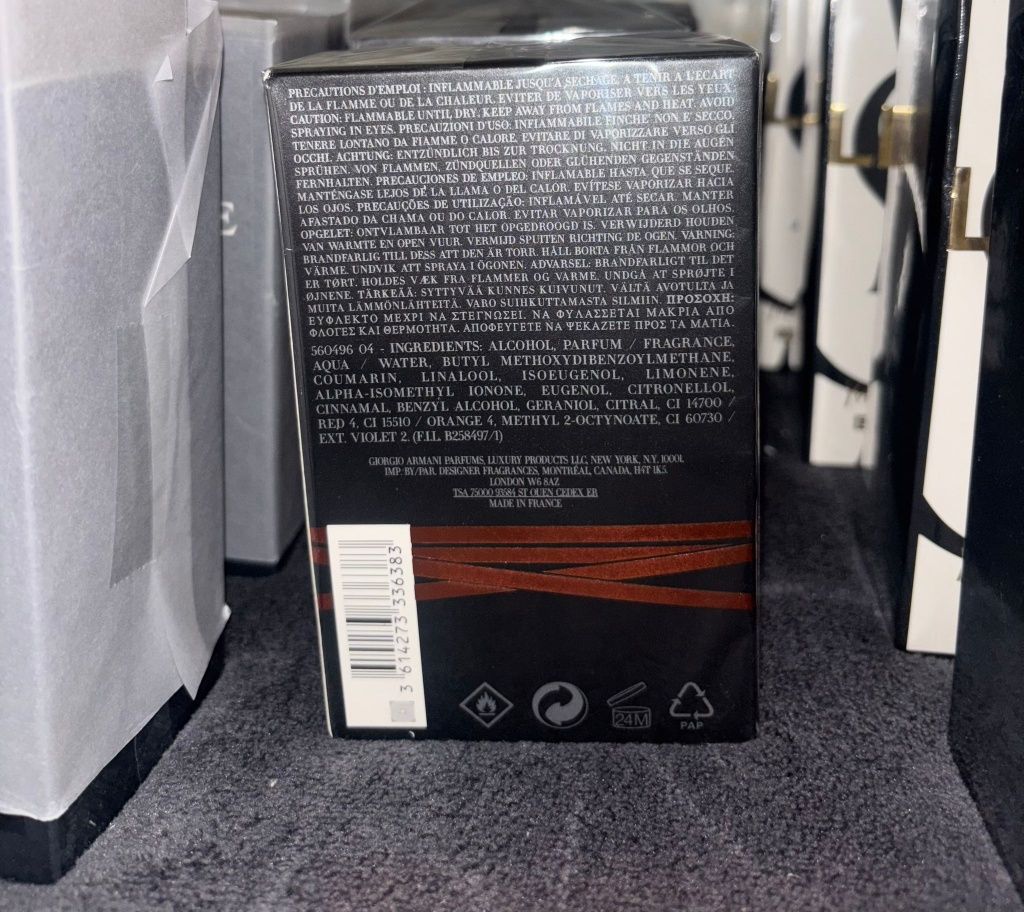 PRÉCAUTIONS D'EMPLOI : INFLAMMABLE JUSQU'A SECHAGE. A TENIR A L'ECART
DE LA FLAMME OU DE LA CHALEUR. EVITER DE VAPORISER VERS LES YEUX.
CAUTION: FLAMMABLE UNTIL DRY. KEEP AWAY FROM FLAMES AND HEAT. AVOID
SPRAYING IN EYES. PRECAUZIONI D'USO: INFIAMMABILE FINCHE' NON E' SECCO.
TENERE LONTANO DA FIAMME O CALORE. EVITARE DI VAPORIZZARE VERSO GLI
OCCHI. ACHTUNG: ENTZÜNDLICH BIS ZUR TROCKNUNG. NICHT IN DIE AUGEN
SPRÜHEN. VON FLAMMEN, ZÜNDQUELLEN ODER GLÜHENDEN GEGENSTÄNDEN
FERNHALTEN. PRECAUCIONES DE EMPLEO: INFLAMABLE HASTA QUE SE SEQUE.
MANTÉNGASE LEJOS DE LA LLAMA O DEL CALOR. EVÍTESE VAPORIZAR HACIA
LOS OJOS. PRECAUÇÕES DE UTILIZAÇÃO: INFLAMÁVEL ATÉ SECAR. MANTER
AFASTADO DA CHAMA OU DO CALOR. EVITAR VAPORIZAR PARA OS OLHOS.
OPGELET: ONTVLAMBAAR TOT HET OPGEDROOGD IS. VERWIJDERD HOUDEN
VAN WARMTE EN OPEN VUUR. VERMIJD SPUITEN RICHTING DE OGEN. VARNING:
BRANDFARLIG TILL DESS ATT DEN ÄR TORR. HÅLL BORTA FRÅN FLAMMOR OCH
VÄRME. UNDVIK ATT SPRAYA I ÖGONEN. ADVARSEL: BRANDFARLIGT TIL DET
ER TØRT. HOLDES VÆK FRA FLAMMER OG VARME. UNDGÅ AT SPRØJTE I
ØJNENE. TÄRKEÄÄ: SYTTYVÄÄ KUNNES KUIVUNUT. VÄLTÄ AVOTULTA JA
MUITA LÄMMÖNLÄHTEITÄ. VARO SUIHKUTTAMASTA SILMIIN. ΠΡΟΣΟΧΗ:
ΕΥΦΛΕΚΤΟ ΜΕΧΡΙ ΝΑ ΣΤΕΓΝΩΣΕΙ. ΝΑ ΦΥΛΑΣΣΕΤΑΙ ΜΑΚΡΙΑ ΑΠΟ
ΦΛΟΓΕΣ ΚΑΙ ΘΕΡΜΟΤΗΤΑ. ΑΠΟΦΕΥΓΕΤΕ ΝΑ ΨΕΚΑΖΕΤΕ ΠΡΟΣ ΤΑ ΜΑΤΙΑ.
560496 04 - INGREDIENTS: ALCOHOL, PARFUM / FRAGRANCE,
AQUA / WATER, BUTYL METHOXYDIBENZOYLMETHANE,
COUMARIN, LINALOOL, ISOEUGENOL, LIMONENE,
ALPHA-ISOMETHYL IONONE, EUGENOL, CITRONELLOL,
CINNAMAL, BENZYL ALCOHOL, GERANIOL, CITRAL, CI 14700 /
RED 4, CI 15510 / ORANGE 4, METHYL 2-OCTYNOATE, CI 60730 /
EXT. VIOLET 2. (F.I.L. B258497/1)
GIORGIO ARMANI PARFUMS, LUXURY PRODUCTS LLC, NEW YORK, N.Y. 10001.
IMP. BY/PAR. DESIGNER FRAGRANCES, MONTRÉAL, CANADA, H4T 1K5.
LONDON W6 8AZ
TSA 75000 93584 ST OUEN CEDEX FR
MADE IN FRANCE
3 614273 336383
24M
PAP
E